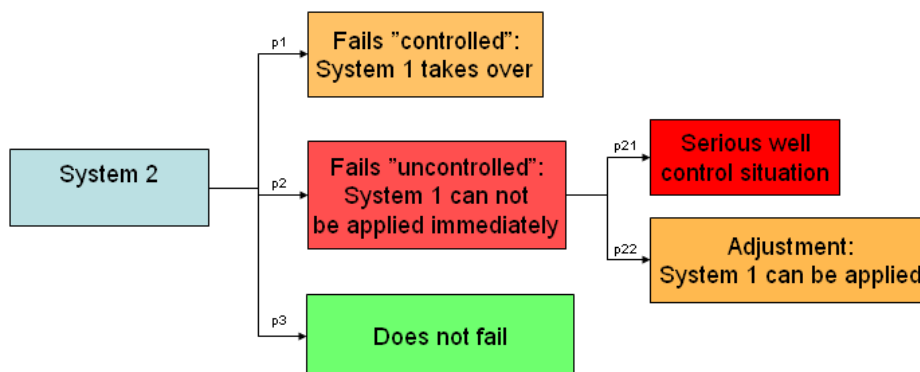 p1
Fails "controlled":
System 1 takes over
System 2
p2
Fails "uncontrolled":
System 1 can not
be applied immediately
p21
Serious well
control situation
p22
Adjustment:
System 1 can be applied
p3
Does not fail